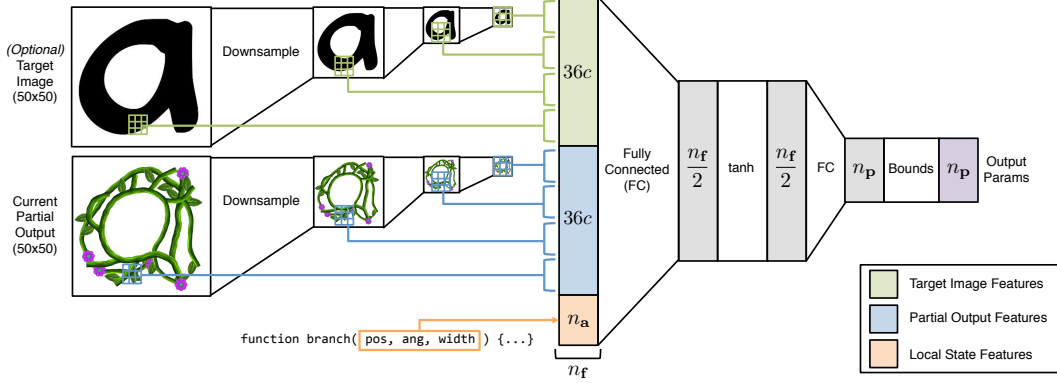 (Optional)
Target
Image
(50x50)
Downsample
36c
Current
Partial
Output
(50x50)
Downsample
36c
function branch( pos, ang, width ) {...}
n_a
n_f
Fully
Connected
(FC)
n_f
2
tanh
n_f
2
FC
n_p
Bounds
n_p
Output
Params
Target Image Features
Partial Output Features
Local State Features